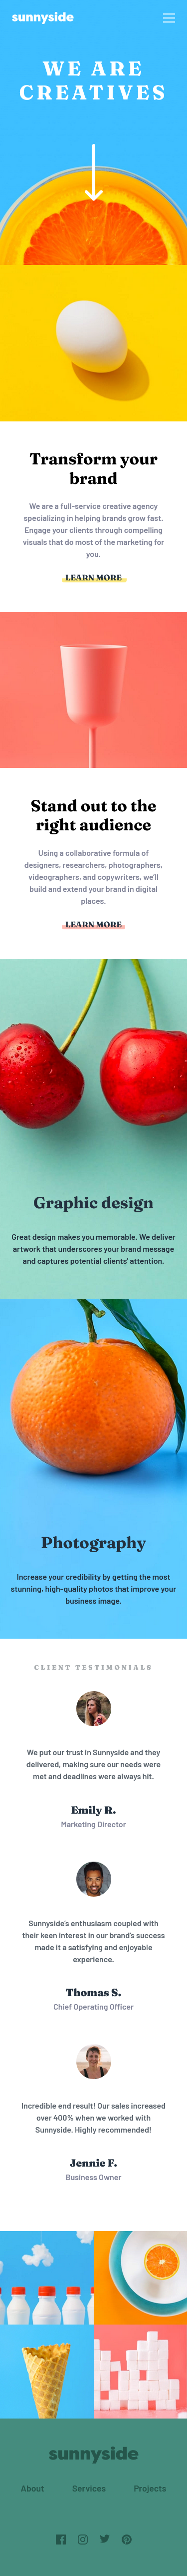 sunnyside
WE ARE
CREATIVES
Transform your
brand
We are a full-service creative agency
specializing in helping brands grow fast.
Engage your clients through compelling
visuals that do most of the marketing for
you.
LEARN MORE
Stand out to the
right audience
Using a collaborative formula of
designers, researchers, photographers,
videographers, and copywriters, we'll
build and extend your brand in digital
places.
LEARN MORE
Graphic design
Great design makes you memorable. We deliver
artwork that underscores your brand message
and captures potential clients' attention.
Photography
Increase your credibility by getting the most
stunning, high-quality photos that improve your
business image.
CLIENT TESTIMONIALS
We put our trust in Sunnyside and they
delivered, making sure our needs were
met and deadlines were always hit.
Emily R.
Marketing Director
Sunnyside's enthusiasm coupled with
their keen interest in our brand's success
made it a satisfying and enjoyable
experience.
Thomas S.
Chief Operating Officer
Incredible end result! Our sales increased
over 400% when we worked with
Sunnyside. Highly recommended!
Jennie F.
Business Owner
sunnyside
About Services Projects